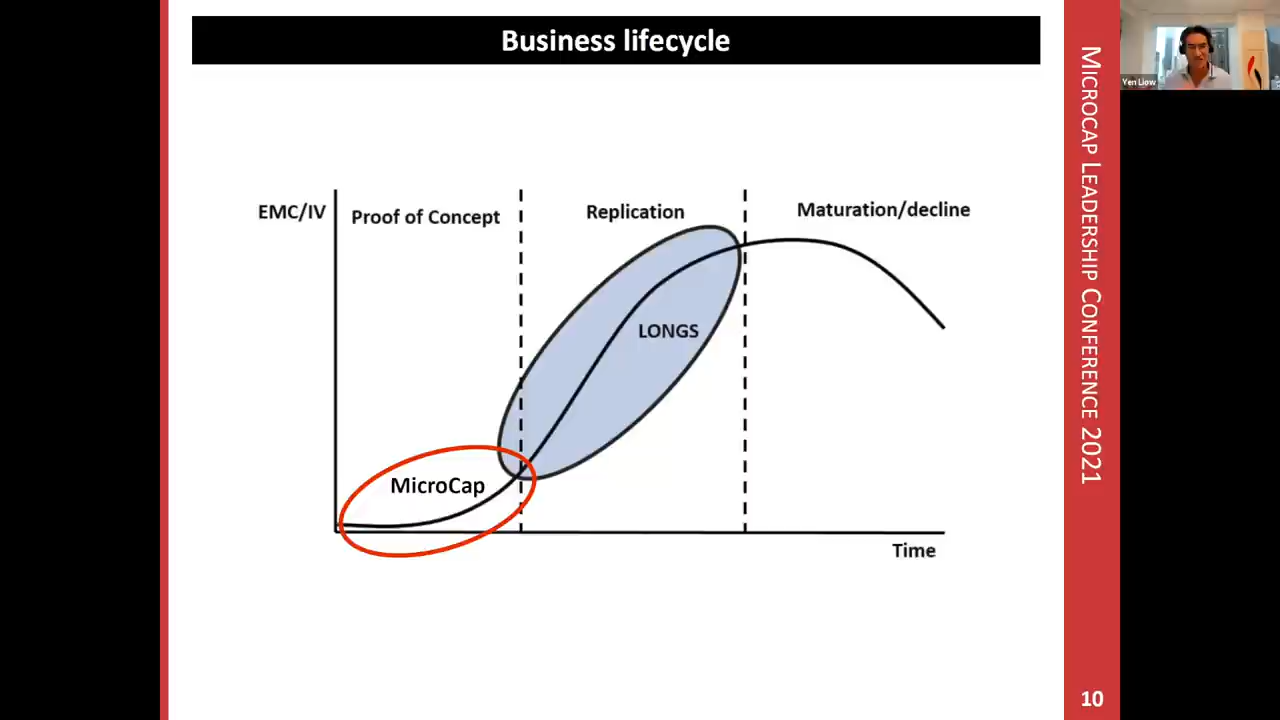 Business lifecycle
EMC/IV
Proof of Concept
Replication
Maturation/decline
LONGS
MicroCap
Time
MICROCAP LEADERSHIP CONFERENCE 2021
10
Yen Liow